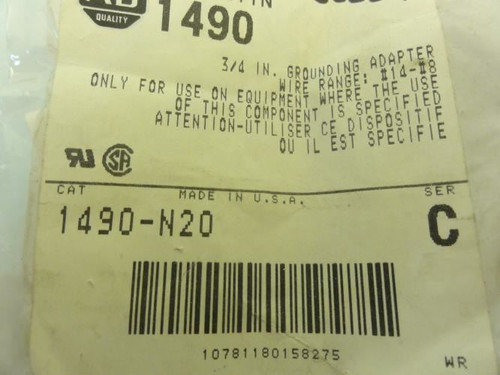 QUALITY
1490
3/4 IN. GROUNDING ADAPTER
WIRE RANGE: #14-#8
ONLY FOR USE ON EQUIPMENT WHERE THE USE
OF THIS COMPONENT IS SPECIFIED
ATTENTION-UTILISER CE DISPOSITIF
OU IL EST SPECIFIE
CAT MADE IN U.S.A. SER
1490-N20 C
10781180158275
WR